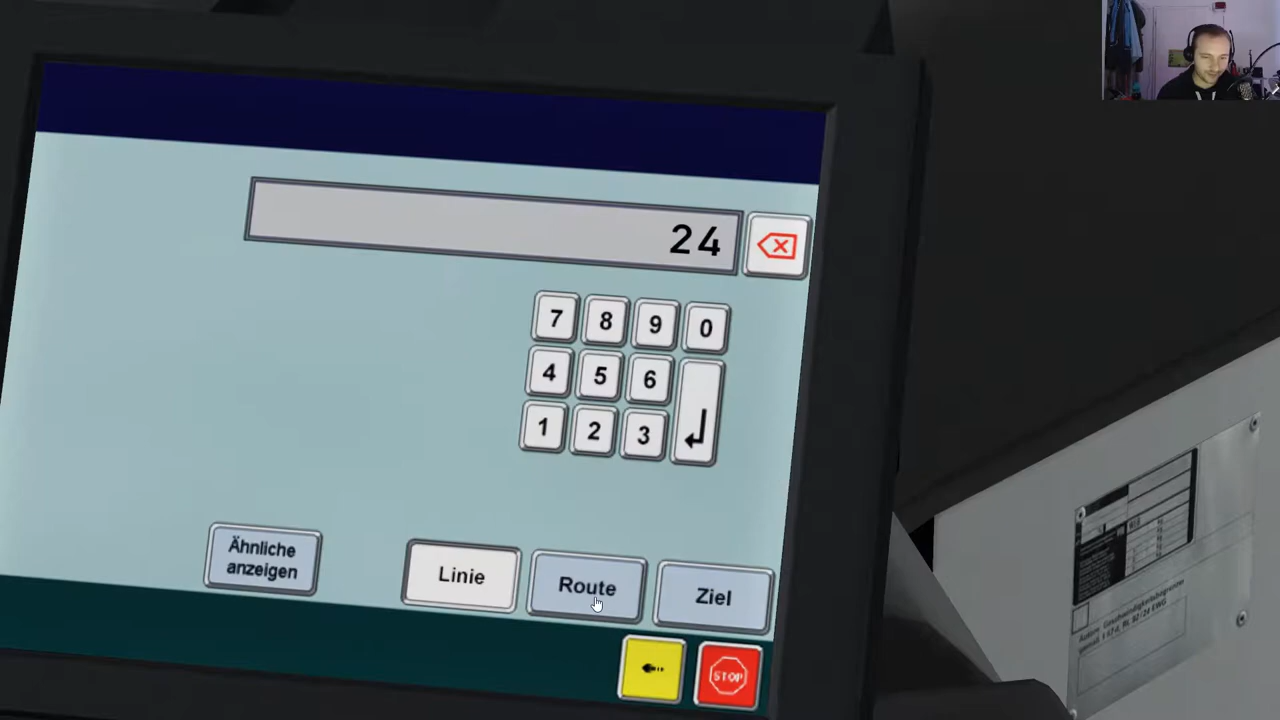 24
7 8 9 0
4 5 6
1 2 3
Ähnliche
anzeigen
Linie
Route
Ziel
STOP